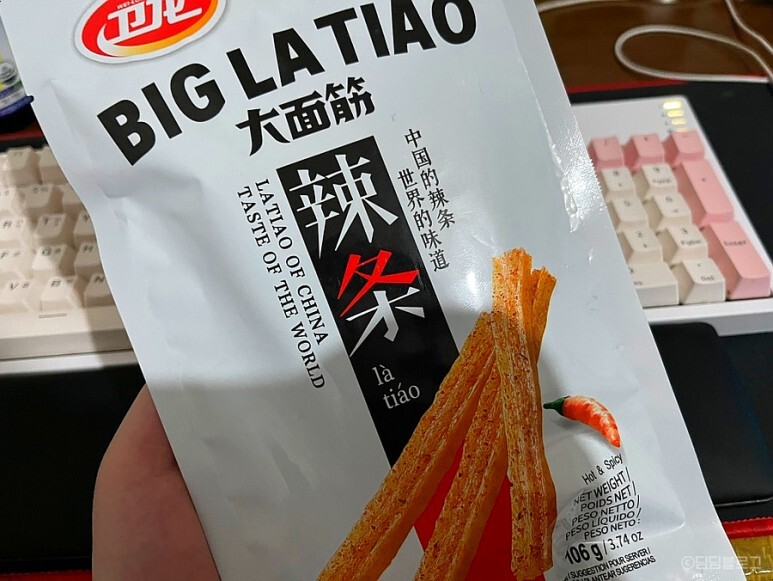 卫龙
BIG LATIAO
大面筋
辣条
là
tiáo
中国的辣条
世界的味道
LATIAO OF CHINA
TASTE OF THE WORLD
Hot & Spicy
NET WEIGHT /
POIDS NET /
PESO NETTO /
PESO LÍQUIDO /
PESO NETO :
106 g / 3.74 oz